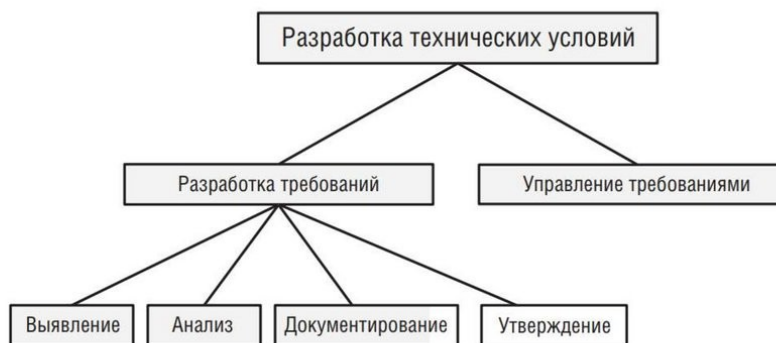 Разработка технических условий
Разработка требований
Управление требованиями
Выявление
Анализ
Документирование
Утверждение